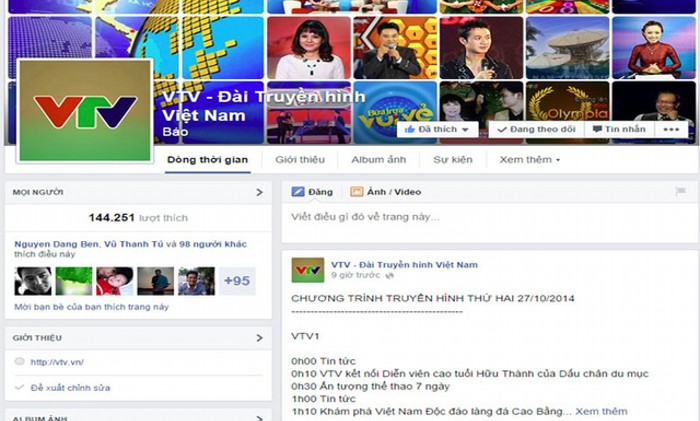 Bữa trưa
vui vẻ
Olympia
VTV
VTV - Đài Truyền hình
Việt Nam
Báo
Đã thích
Đang theo dõi
Nhắn tin
Dòng thời gian
Giới thiệu
Album ảnh
Sự kiện
Xem thêm
MỌI NGƯỜI
144.251 lượt thích
Nguyen Dang Ben, Vũ Thanh Tú và 98 người khác
thích điều này
+95
Mời bạn bè của bạn thích trang này
GIỚI THIỆU
http://vtv.vn/
Đề xuất chỉnh sửa
ALBUM ẢNH
Đăng
Ảnh / Video
Viết điều gì đó về trang này...
VTV
VTV - Đài Truyền hình Việt Nam
9 giờ trước
CHƯƠNG TRÌNH TRUYỀN HÌNH THỨ HAI 27/10/2014
--------------------------------------------
VTV1
0h00 Tin tức
0h10 VTV kết nối Diễn viên cao tuổi Hữu Thành của Dấu chân du mục
0h30 Ấn tượng thể thao 7 ngày
1h00 Tin tức
1h10 Khám phá Việt Nam Độc đáo làng đá Cao Bằng... Xem thêm